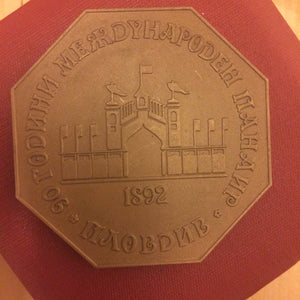 90 ГОДИНИ МЕЖДУНАРОДЕН ПАНАИР
1892
* ПЛОВДИВ *